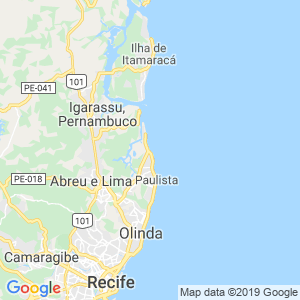 Ilha de
Itamaracá
101
PE-041
Igarassu,
Pernambuco
PE-018
Abreu e Lima
Paulista
101
Olinda
Camaragibe
Recife
Google
Map data ©2019 Google